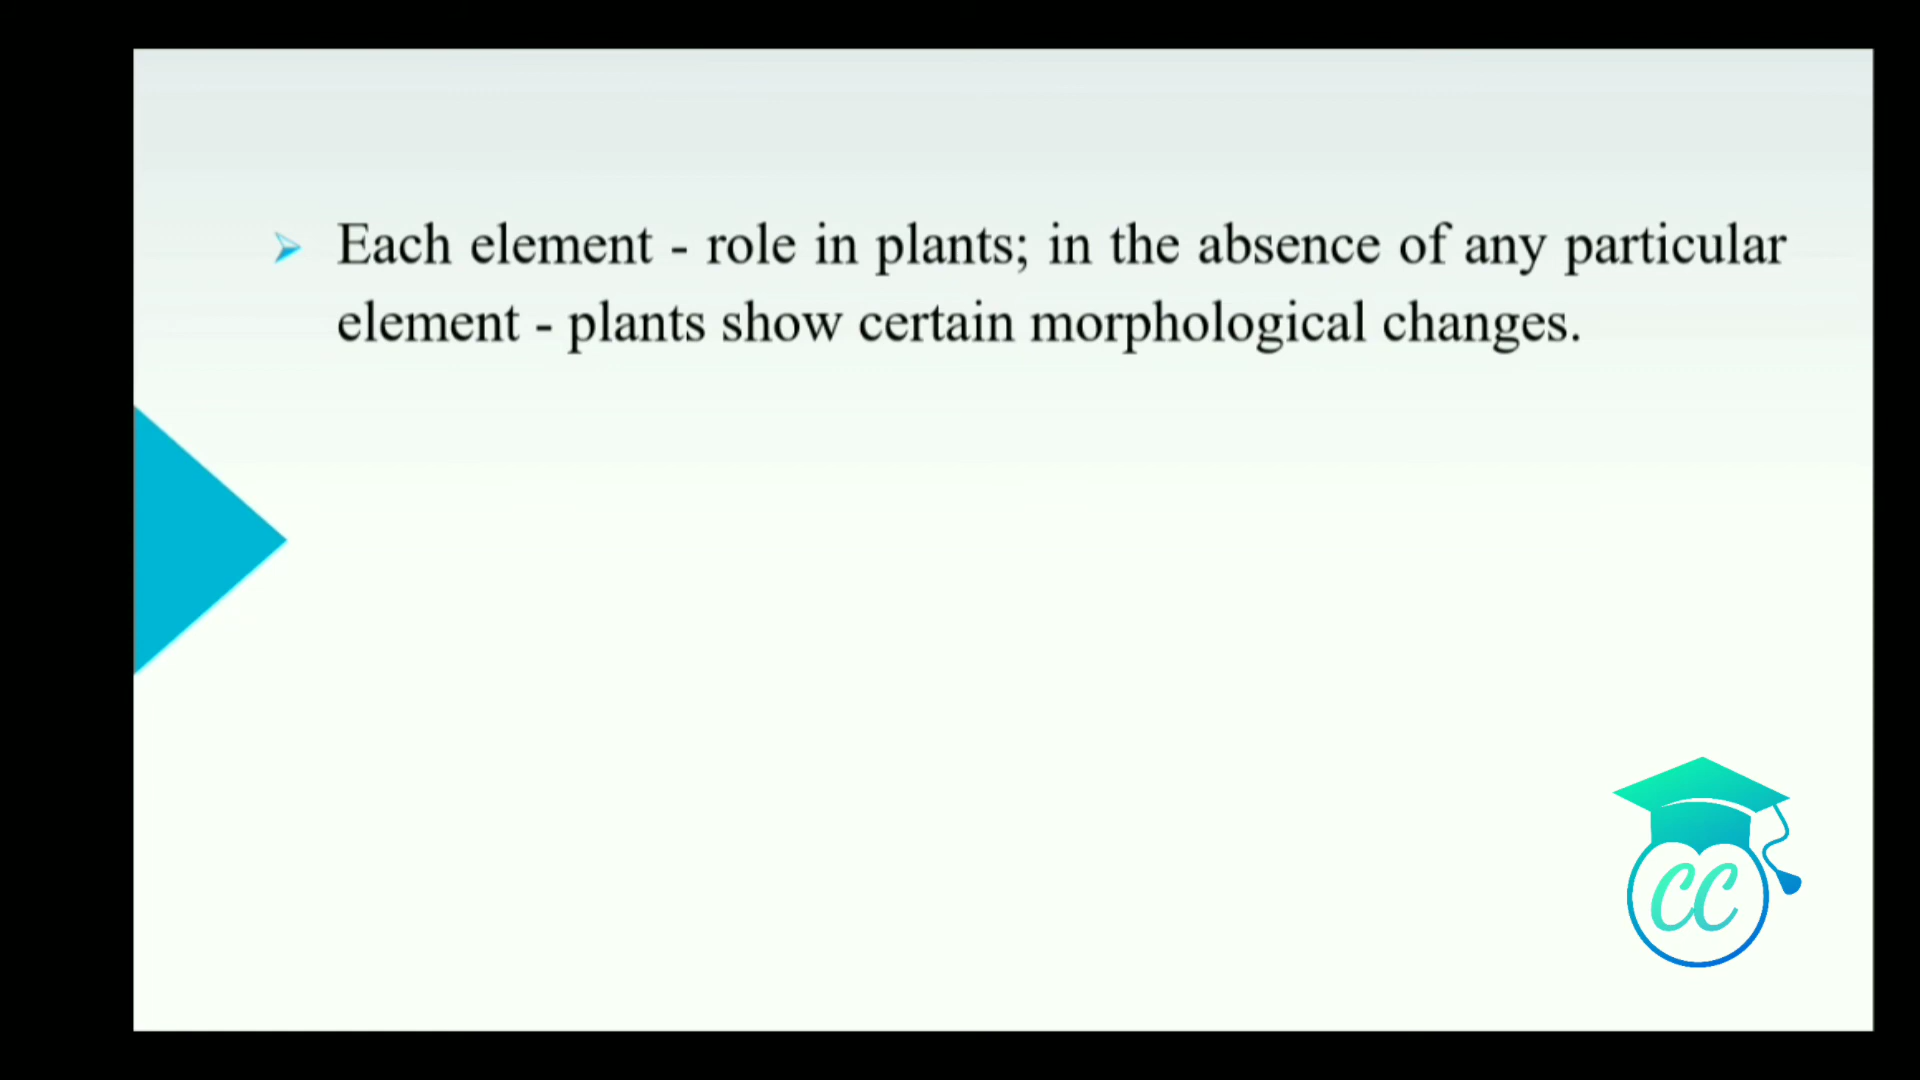 Each element - role in plants; in the absence of any particular
element - plants show certain morphological changes.
CC